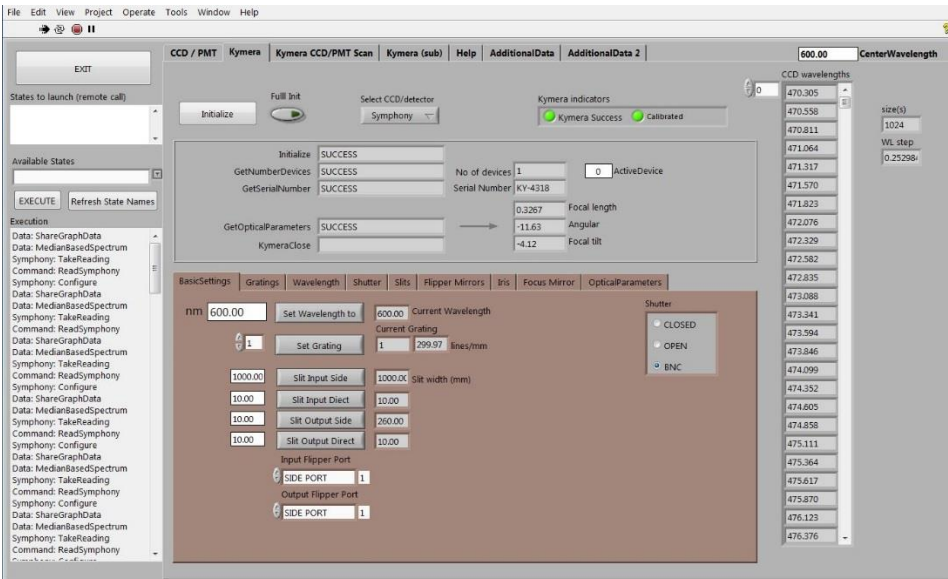 File Edit View Project Operate Tools Window Help
EXIT
States to launch (remote call)
Available States
EXECUTE Refresh State Names
Execution
Data: ShareGraphData
Data: MedianBasedSpectrum
Symphony: TakeReading
Command: ReadSymphony
Symphony: Configure
Data: ShareGraphData
Data: MedianBasedSpectrum
Symphony: TakeReading
Command: ReadSymphony
Data: ShareGraphData
Data: MedianBasedSpectrum
Symphony: TakeReading
Command: ReadSymphony
Symphony: Configure
Data: ShareGraphData
Data: MedianBasedSpectrum
Symphony: TakeReading
Command: ReadSymphony
Symphony: Configure
Data: ShareGraphData
Data: MedianBasedSpectrum
Symphony: TakeReading
Command: ReadSymphony
Symphony: Configure
Data: ShareGraphData
Data: MedianBasedSpectrum
Symphony: TakeReading
Command: ReadSymphony
CCD / PMT Kymera Kymera CCD/PMT Scan Kymera (sub) Help AdditionalData AdditionalData 2
Initialize
Fulll Init
Select CCD/detector
Symphony
Kymera indicators
Kymera Success Calibrated
Initialize SUCCESS
GetNumberDevices SUCCESS No of devices 1 0 ActiveDevice
GetSerialNumber SUCCESS Serial Number KY-4318
0.3267 Focal length
GetOpticalParameters SUCCESS -11.63 Angular
KymeraClose -4.12 Focal tilt
BasicSettings Gratings Wavelength Shutter Slits Flipper Mirrors Iris Focus Mirror OpticalParameters
nm 600.00 Set Wavelength to 600.00 Current Wavelength
Current Grating
1 Set Grating 1 299.97 lines/mm
1000.00 Slit Input Side 1000.00 Slit width (mm)
10.00 Slit Input Diect 10.00
10.00 Slit Output Side 260.00
10.00 Slit Output Direct 10.00
Input Flipper Port
SIDE PORT 1
Output Flipper Port
SIDE PORT 1
Shutter
CLOSED
OPEN
BNC
600.00 CenterWavelength
CCD wavelengths
0 470.305
470.558
470.811
471.064
471.317
471.570
471.823
472.076
472.329
472.582
472.835
473.088
473.341
473.594
473.846
474.099
474.352
474.605
474.858
475.111
475.364
475.617
475.870
476.123
476.376
size(s)
1024
WL step